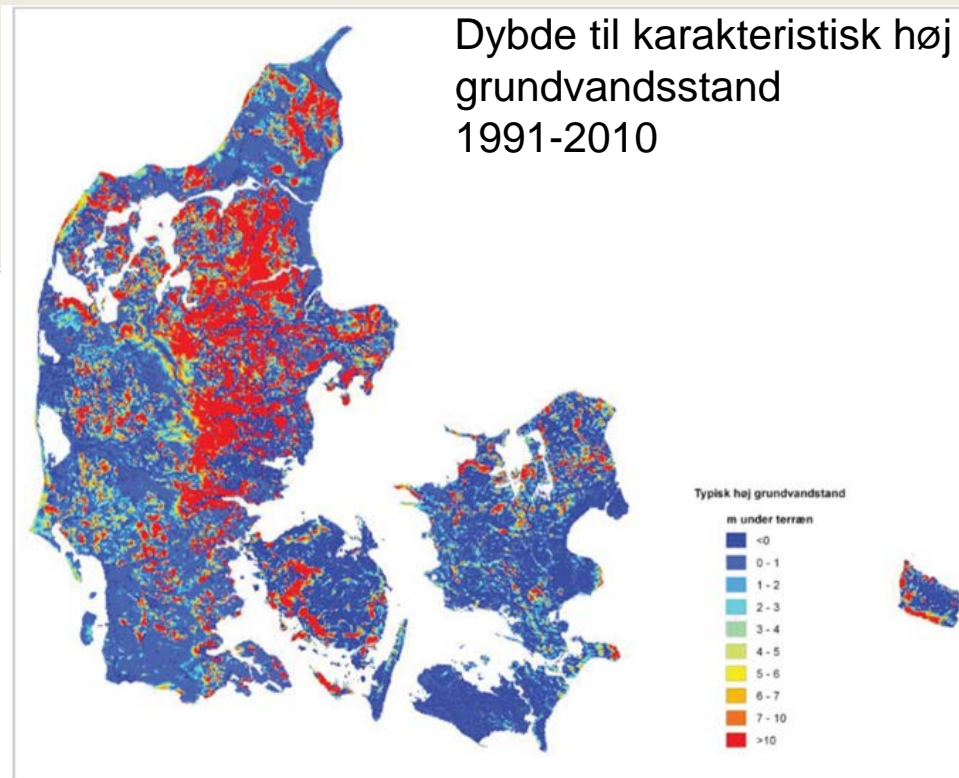 Dybde til karakteristisk høj
grundvandsstand
1991-2010
Typisk høj grundvandstand
m under terræn
<0
0 - 1
1 - 2
2 - 3
3 - 4
4 - 5
5 - 6
6 - 7
7 - 10
>10